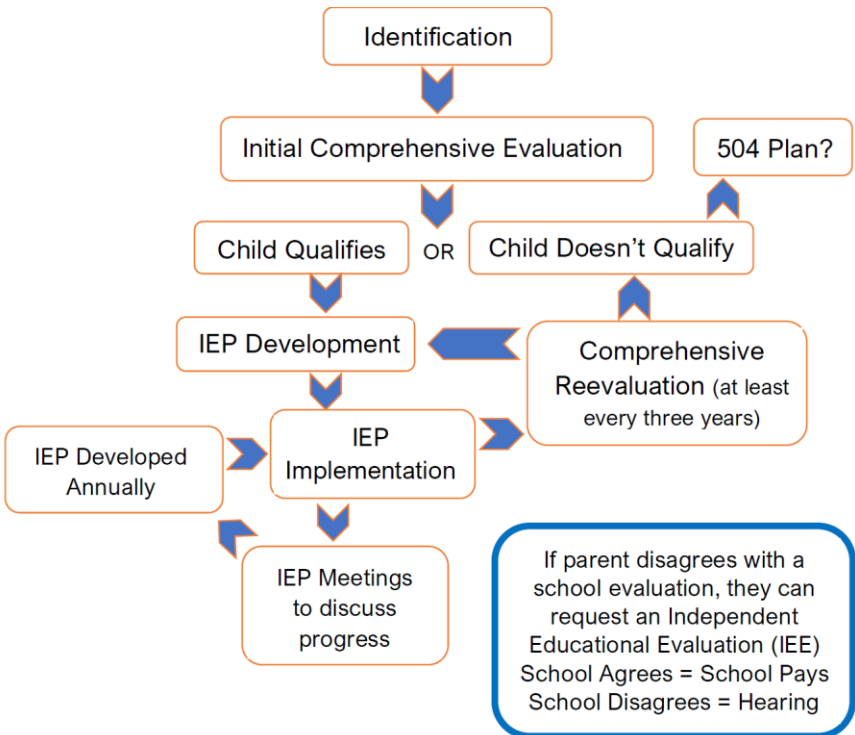 Identification
Initial Comprehensive Evaluation
504 Plan?
Child Qualifies
OR
Child Doesn’t Qualify
IEP Development
Comprehensive
Reevaluation (at least
every three years)
IEP Developed
Annually
IEP
Implementation
IEP Meetings
to discuss
progress
If parent disagrees with a
school evaluation, they can
request an Independent
Educational Evaluation (IEE)
School Agrees = School Pays
School Disagrees = Hearing